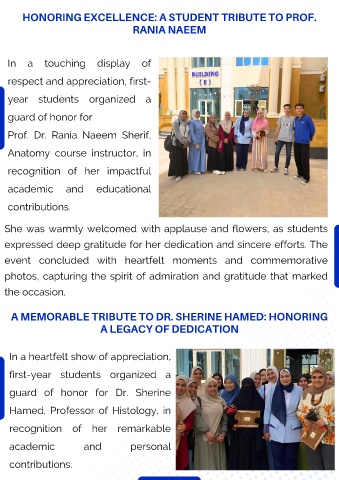 HONORING EXCELLENCE: A STUDENT TRIBUTE TO PROF.
RANIA NAEEM
In a touching display of
respect and appreciation, first-
year students organized a
guard of honor for
Prof. Dr. Rania Naeem Sherif,
Anatomy course instructor, in
recognition of her impactful
academic and educational
contributions.
BUILDING
( B )
She was warmly welcomed with applause and flowers, as students
expressed deep gratitude for her dedication and sincere efforts. The
event concluded with heartfelt moments and commemorative
photos, capturing the spirit of admiration and gratitude that marked
the occasion.
A MEMORABLE TRIBUTE TO DR. SHERINE HAMED: HONORING
A LEGACY OF DEDICATION
In a heartfelt show of appreciation,
first-year students organized a
guard of honor for Dr. Sherine
Hamed, Professor of Histology, in
recognition of her remarkable
academic and personal
contributions.